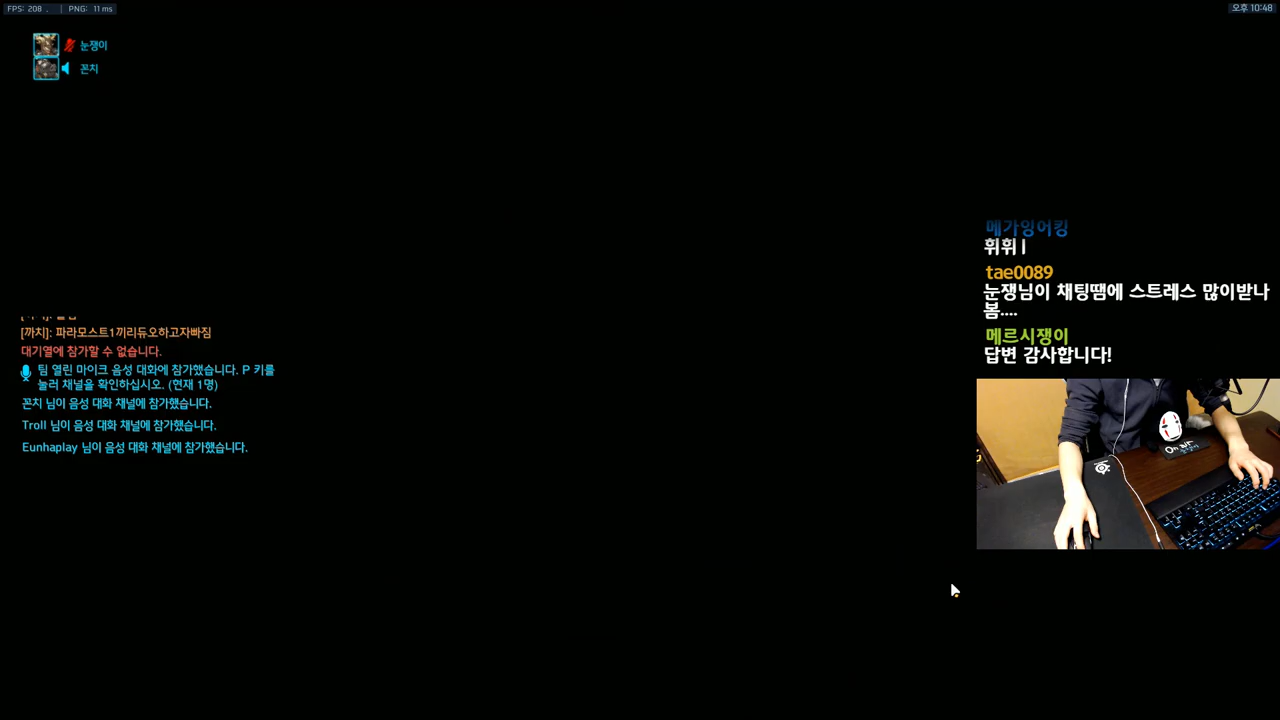 FPS: 208 . | PNG: 11 ms
오후 10:48
눈쟁이
꼰치
[까치]: 파라모스트1끼리듀오하고자빠짐
대기열에 참가할 수 없습니다.
팀 열린 마이크 음성 대화에 참가했습니다. P 키를
눌러 채널을 확인하십시오. (현재 1명)
꼰치 님이 음성 대화 채널에 참가했습니다.
Troll 님이 음성 대화 채널에 참가했습니다.
Eunhaplay 님이 음성 대화 채널에 참가했습니다.
메가잉어킹
휘휘ㅣ
tae0089
눈쟁님이 채팅땜에 스트레스 많이받나
봄....
메르시쟁이
답변 감사합니다!